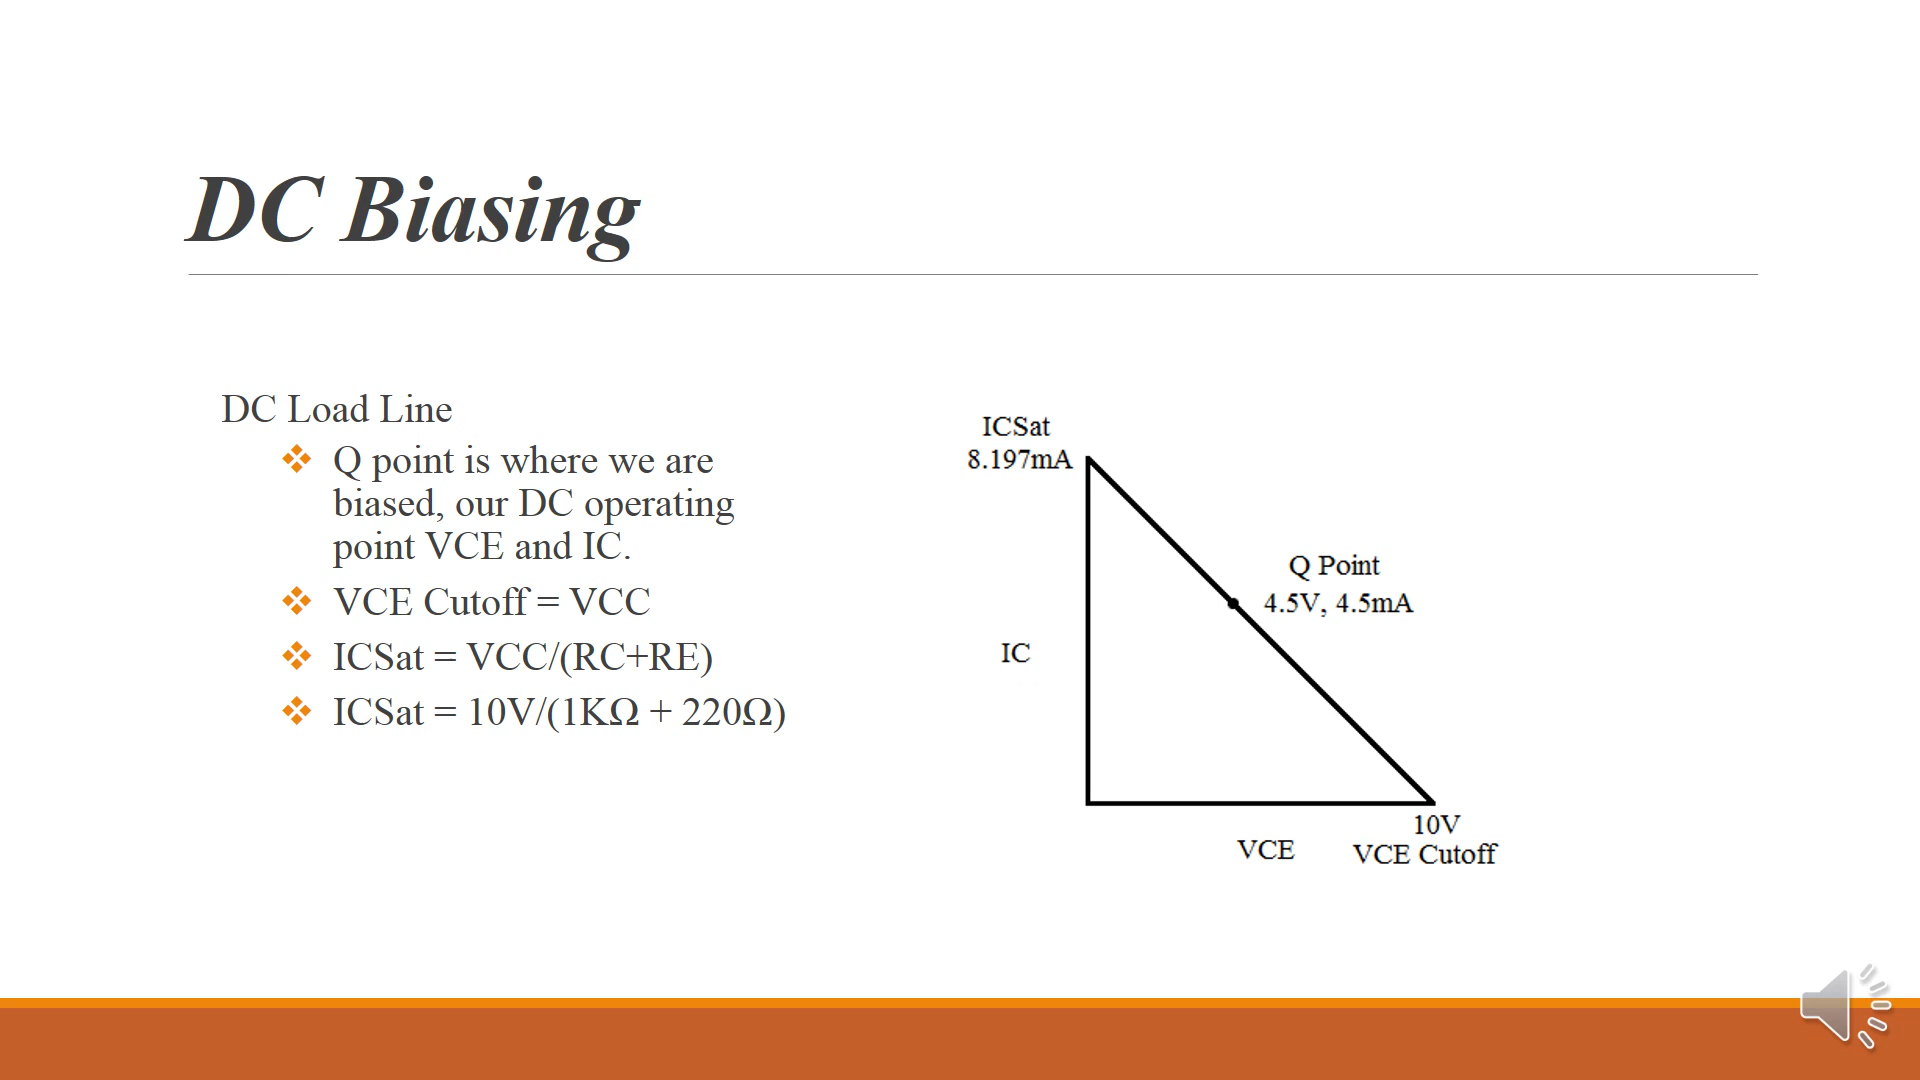 DC Biasing
DC Load Line
Q point is where we are
biased, our DC operating
point VCE and IC.
VCE Cutoff = VCC
ICSat = VCC/(RC+RE)
ICSat = 10V/(1KΩ + 220Ω)
ICSat
8.197mA
Q Point
4.5V, 4.5mA
IC
10V
VCE
VCE Cutoff